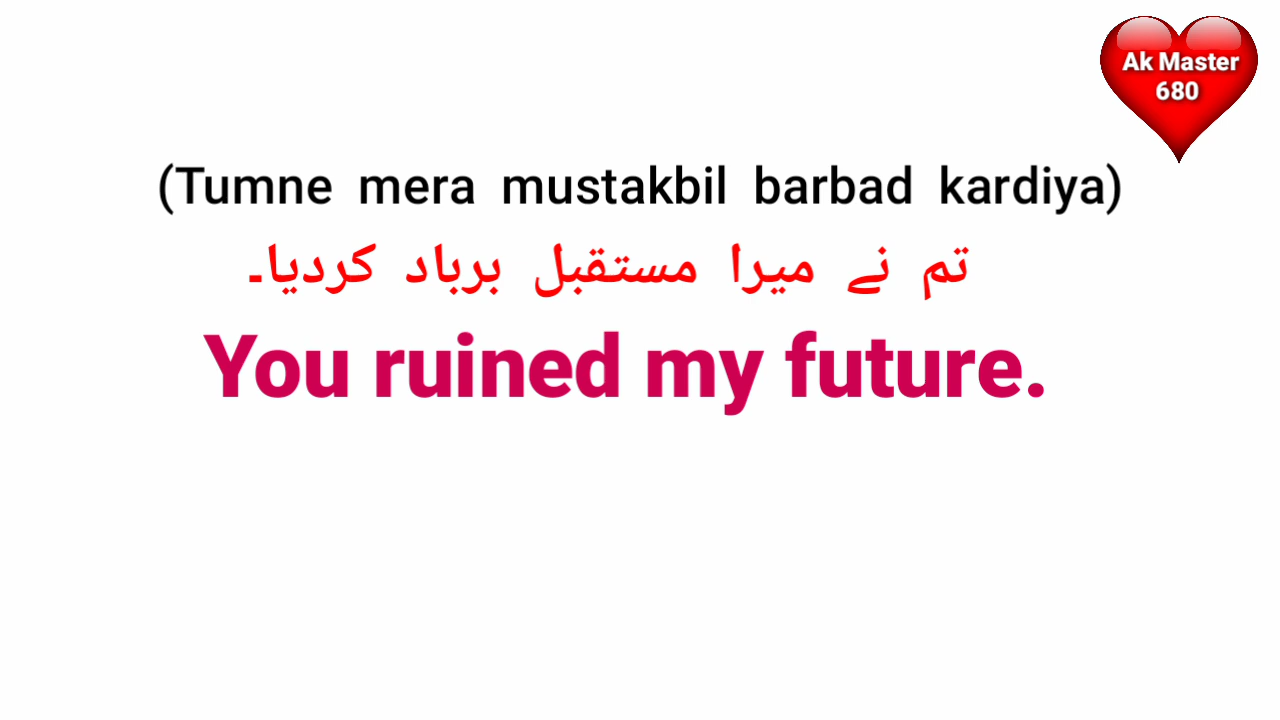 Ak Master
680
(Tumne mera mustakbil barbad kardiya)
تم نے میرا مستقبل برباد کردیا۔
You ruined my future.